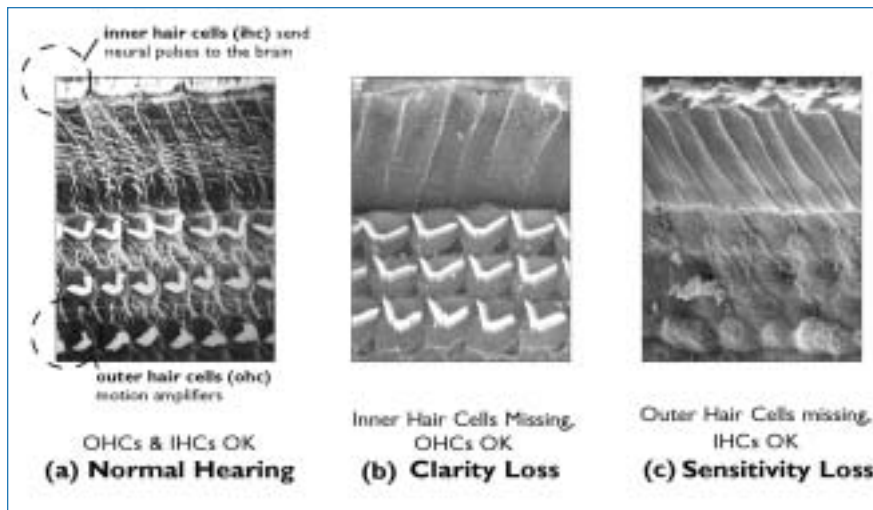 inner hair cells (ihc) send
neural pulses to the brain
outer hair cells (ohc)
motion amplifiers
OHCs & IHCs OK
(a) Normal Hearing
Inner Hair Cells Missing,
OHCs OK
(b) Clarity Loss
Outer Hair Cells missing,
IHCs OK
(c) Sensitivity Loss